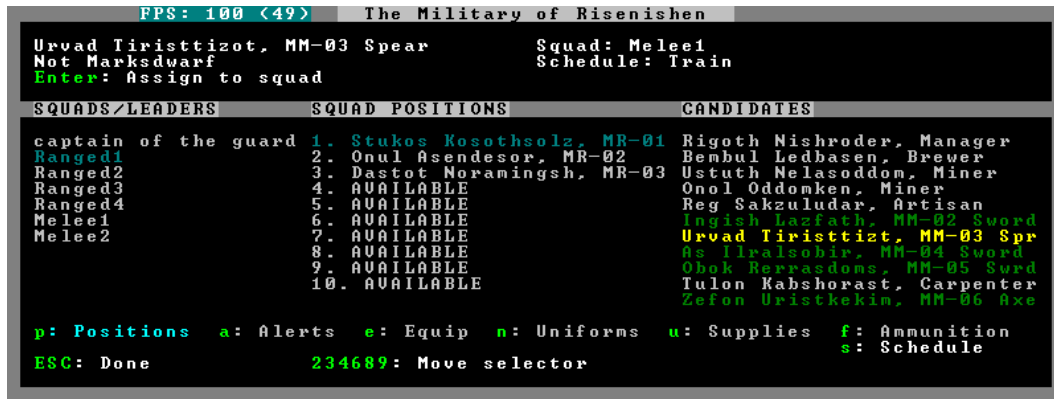 FPS: 100 (49) The Military of Risenishen
Urvad Tiristtizot, MM-03 Spear Squad: Melee1
Not Marksdwarf Schedule: Train
Enter: Assign to squad
SQUADS/LEADERS SQUAD POSITIONS CANDIDATES
captain of the guard 1. Stukos Kosothsolz, MR-01 Rigoth Nishroder, Manager
Ranged1 2. Onul Asendesor, MR-02 Bembul Ledbasen, Brewer
Ranged2 3. Dastot Noramingsh, MR-03 Ustuth Nelasoddom, Miner
Ranged3 4. AVAILABLE Onol Oddomken, Miner
Ranged4 5. AVAILABLE Reg Sakzuludar, Artisan
Melee1 6. AVAILABLE Ingish Lazfath, MM-02 Sword
Melee2 7. AVAILABLE Urvad Tiristtizt, MM-03 Spr
8. AVAILABLE As Ilralsobir, MM-04 Sword
9. AVAILABLE Obok Rerrasdoms, MM-05 Swrd
10. AVAILABLE Tulon Kabshorast, Carpenter
Zefon Uristkekim, MM-06 Axe
p: Positions a: Alerts e: Equip n: Uniforms u: Supplies f: Ammunition
s: Schedule
ESC: Done 234689: Move selector